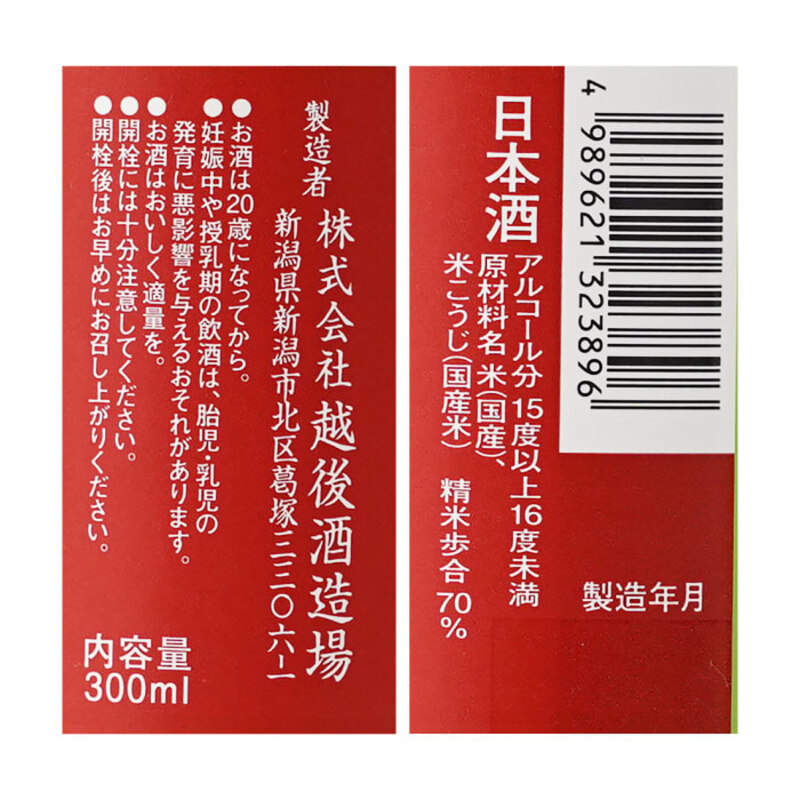 製造者 株式会社越後酒造場
新潟県新潟市北区葛塚三三〇六-一
●お酒は20歳になってから。
●妊娠中や授乳期の飲酒は、胎児・乳児の
発育に悪影響を与えるおそれがあります。
●お酒はおいしく適量を。
●開栓には十分注意してください。
●開栓後はお早めにお召し上がりください。
内容量
300ml
4 989621 323896
日本酒
アルコール分 15度以上16度未満
原材料名 米(国産)、
米こうじ(国産米) 精米歩合 70%
製造年月